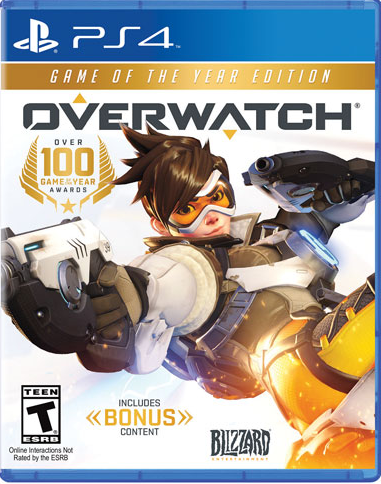 PS4
GAME OF THE YEAR EDITION
OVERWATCH®
OVER
100
GAME OF THE YEAR
AWARDS
39
TEEN
T
ESRB
Online Interactions Not
Rated by the ESRB
INCLUDES
BONUS
CONTENT
BLIZZARD
ENTERTAINMENT